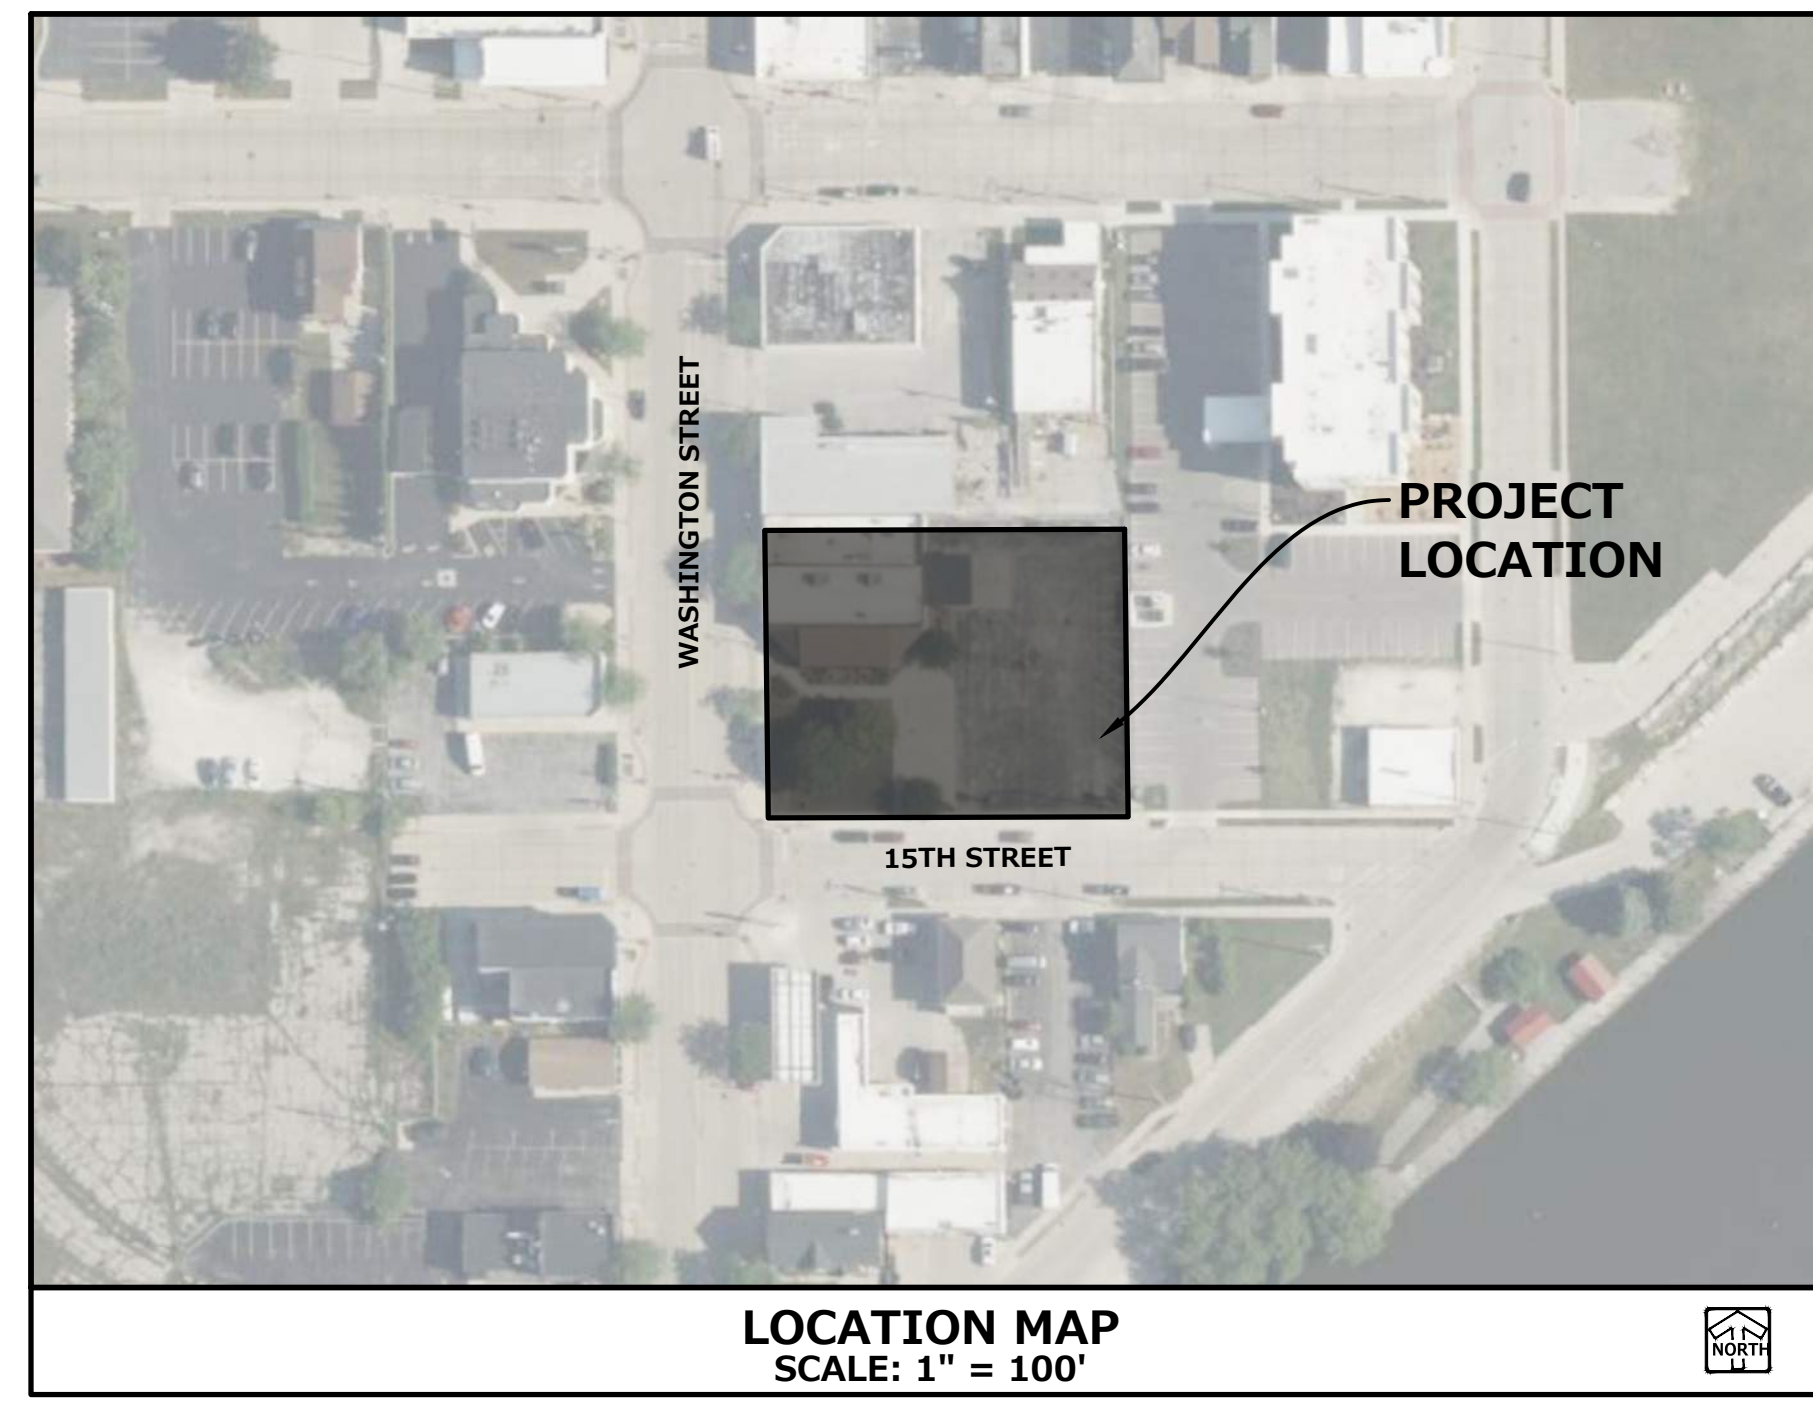 WASHINGTON STREET
PROJECT
LOCATION
15TH STREET
LOCATION MAP
SCALE: 1" = 100'
NORTH